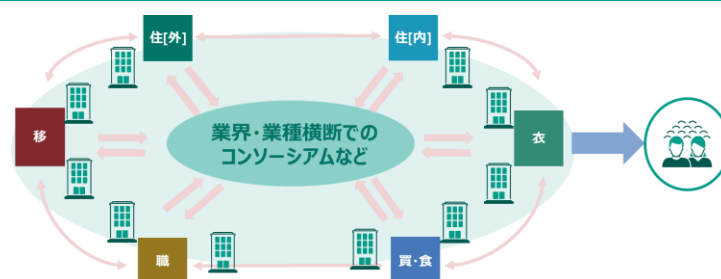 住[外]
住[内]
移
業界・業種横断での
コンソーシアムなど
衣
職
買・食